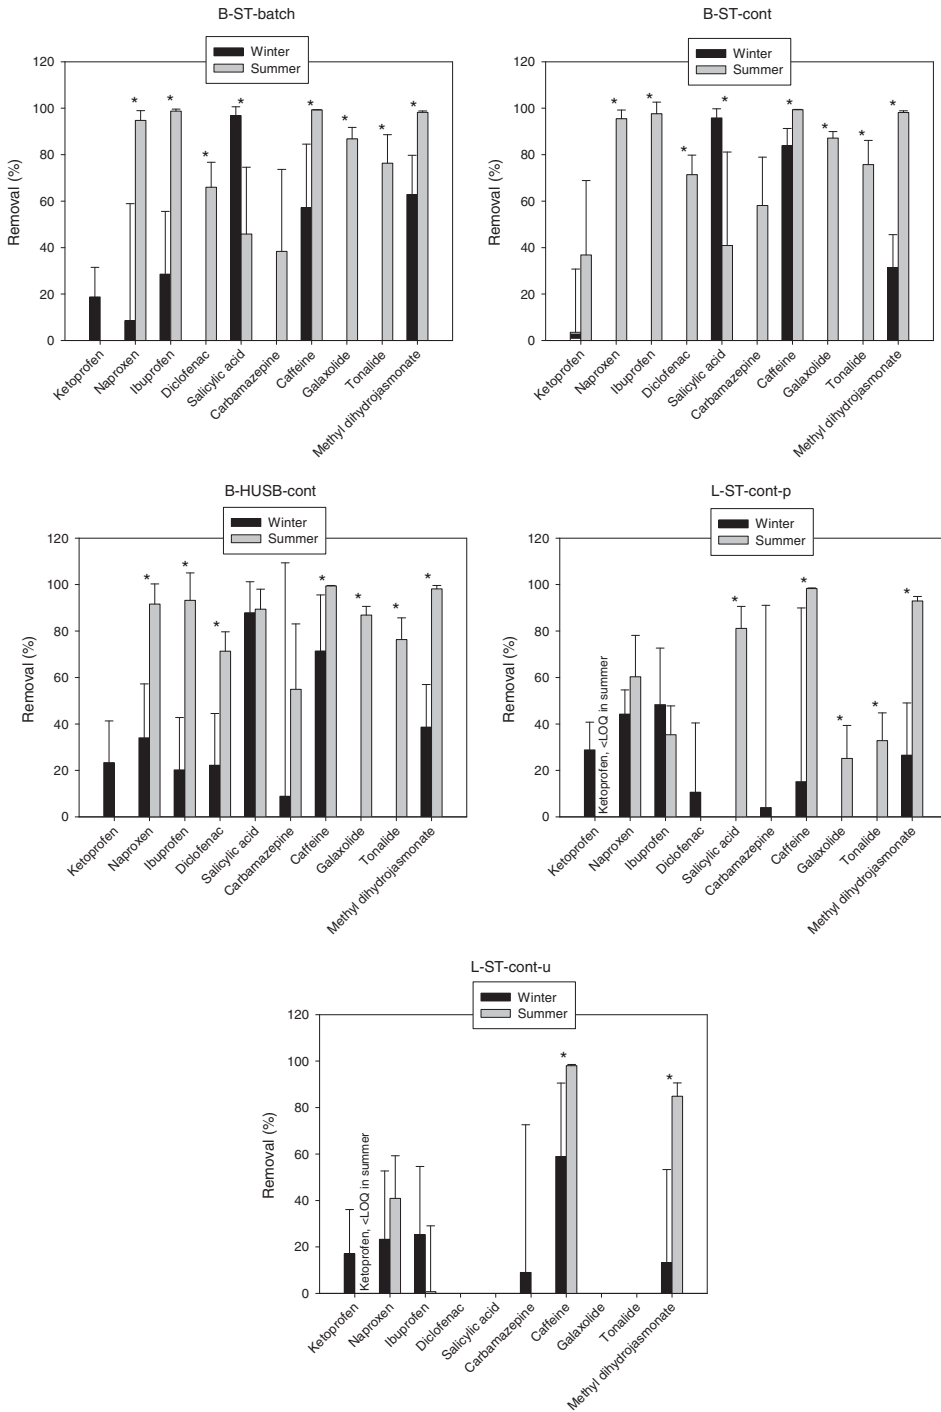 B-ST-batch
Winter
Summer
120
100
80
60
40
20
0
Removal (%)
* * * * * * * *
Ketoprofen
Naproxen
Ibuprofen
Diclofenac
Salicylic acid
Carbamazepine
Caffeine
Galaxolide
Tonalide
Methyl dihydrojasmonate
B-ST-cont
Winter
Summer
120
100
80
60
40
20
0
Removal (%)
* * * * * * * *
Ketoprofen
Naproxen
Ibuprofen
Diclofenac
Salicylic acid
Carbamazepine
Caffeine
Galaxolide
Tonalide
Methyl dihydrojasmonate
B-HUSB-cont
Winter
Summer
120
100
80
60
40
20
0
Removal (%)
* * * * * * *
Ketoprofen
Naproxen
Ibuprofen
Diclofenac
Salicylic acid
Carbamazepine
Caffeine
Galaxolide
Tonalide
Methyl dihydrojasmonate
L-ST-cont-p
Winter
Summer
120
100
80
60
40
20
0
Removal (%)
Ketoprofen, <LOQ in summer
* * * * *
Ketoprofen
Naproxen
Ibuprofen
Diclofenac
Salicylic acid
Carbamazepine
Caffeine
Galaxolide
Tonalide
Methyl dihydrojasmonate
L-ST-cont-u
Winter
Summer
120
100
80
60
40
20
0
Removal (%)
Ketoprofen, <LOQ in summer
* *
Ketoprofen
Naproxen
Ibuprofen
Diclofenac
Salicylic acid
Carbamazepine
Caffeine
Galaxolide
Tonalide
Methyl dihydrojasmonate